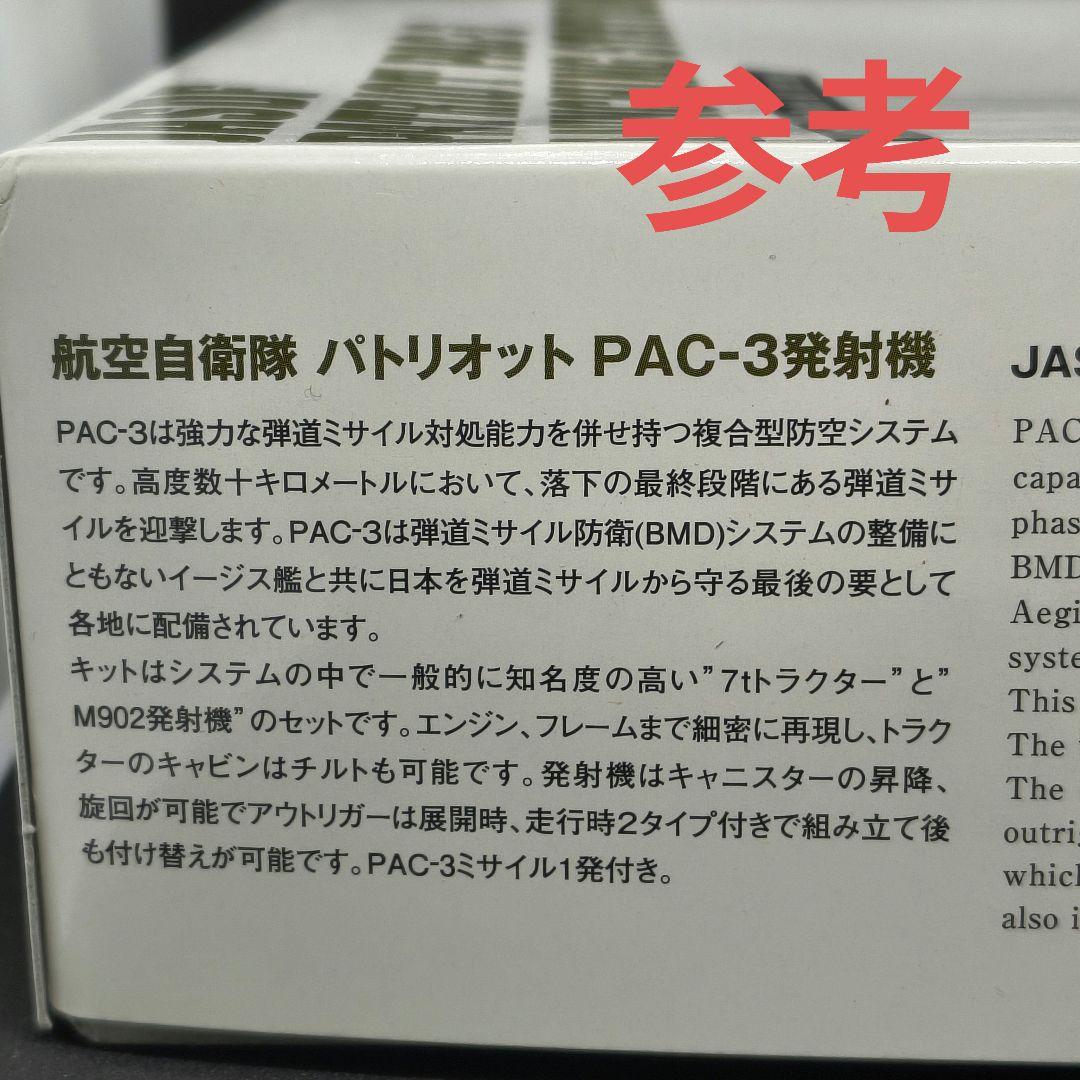 参考
航空自衛隊 パトリオット PAC-3発射機
PAC-3は強力な弾道ミサイル対処能力を併せ持つ複合型防空システム
です。高度数十キロメートルにおいて、落下の最終段階にある弾道ミサ
イルを迎撃します。PAC-3は弾道ミサイル防衛(BMD)システムの整備に
ともないイージス艦と共に日本を弾道ミサイルから守る最後の要として
各地に配備されています。
キットはシステムの中で一般的に知名度の高い”7tトラクター”と”
M902発射機”のセットです。エンジン、フレームまで細密に再現し、トラク
ターのキャビンはチルトも可能です。発射機はキャニスターの昇降、
旋回が可能でアウトリガーは展開時、走行時2タイプ付きで組み立て後
も付け替えが可能です。PAC-3ミサイル1発付き。
JAS
PAC
capa
phas
BMD
Aegi
syste
This
The
The
outri
which
also i